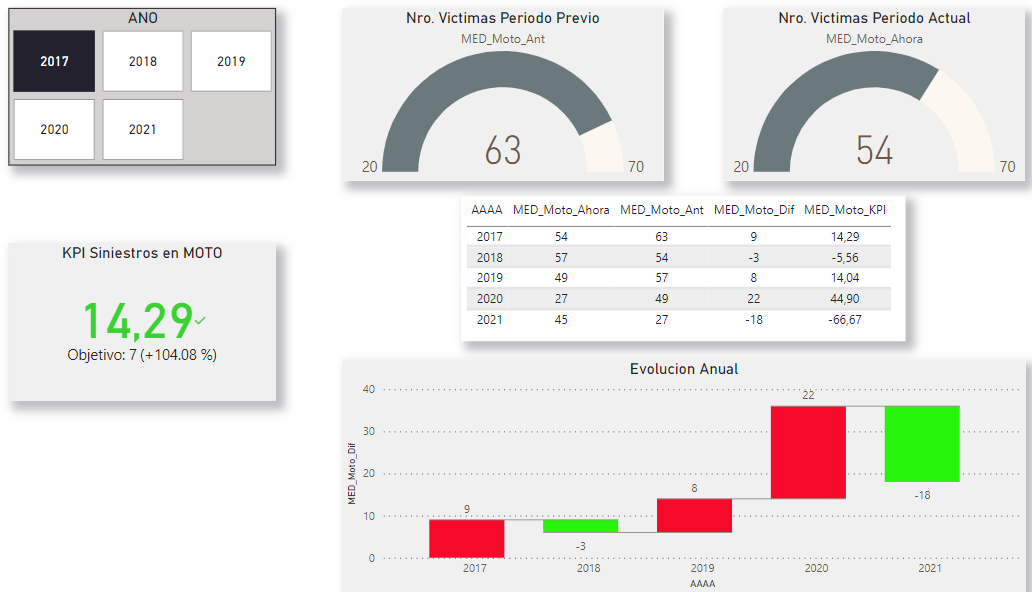 ANO
2017
2018
2019
2020
2021
Nro. Victimas Periodo Previo
MED_Moto_Ant
63
20
70
Nro. Victimas Periodo Actual
MED_Moto_Ahora
54
20
70
AAAA MED_Moto_Ahora MED_Moto_Ant MED_Moto_Dif MED_Moto_KPI
2017 54 63 9 14,29
2018 57 54 -3 -5,56
2019 49 57 8 14,04
2020 27 49 22 44,90
2021 45 27 -18 -66,67
KPI Siniestros en MOTO
14,29
Objetivo: 7 (+104.08 %)
Evolucion Anual
MED_Moto_Dif
40
30
20
10
0
9
-3
8
22
-18
2017 2018 2019 2020 2021
AAAA